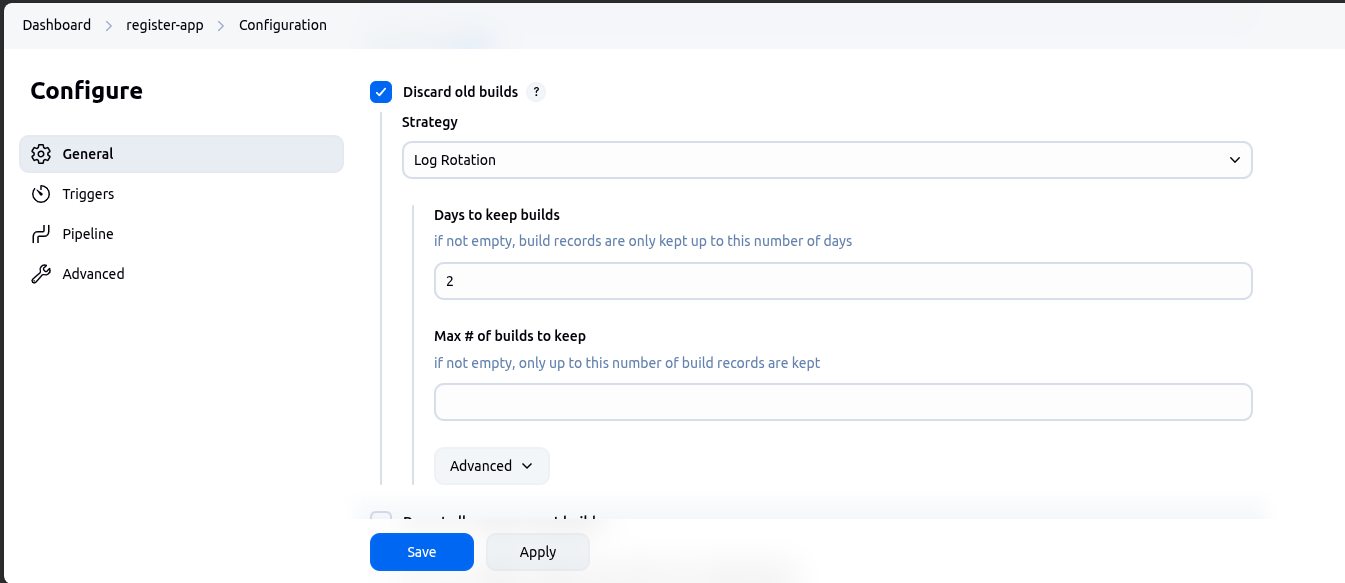 Dashboard > register-app > Configuration
Configure
General
Triggers
Pipeline
Advanced
Discard old builds ?
Strategy
Log Rotation
Days to keep builds
if not empty, build records are only kept up to this number of days
2
Max # of builds to keep
if not empty, only up to this number of build records are kept
Advanced
Save
Apply